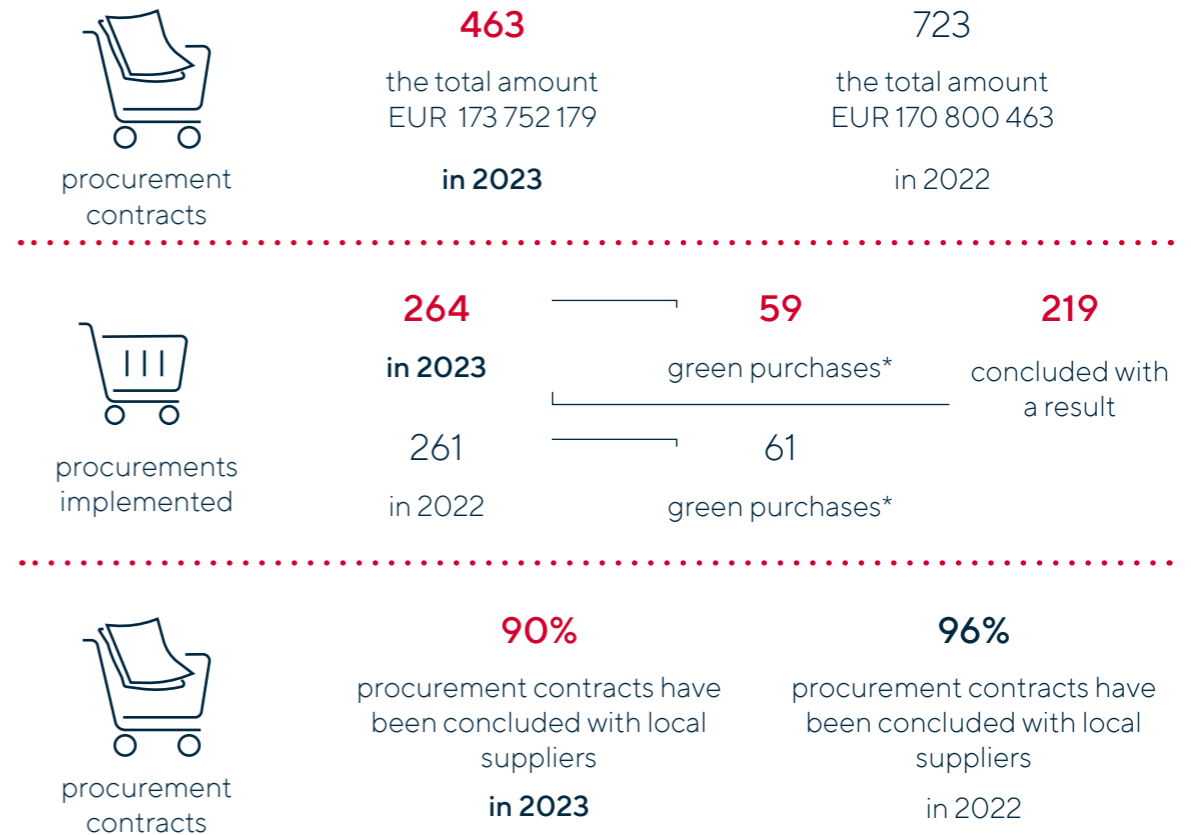 463
the total amount
EUR 173 752 179
in 2023
723
the total amount
EUR 170 800 463
in 2022
procurement
contracts
264
in 2023
59
green purchases*
219
concluded with
a result
261
in 2022
61
green purchases*
procurements
implemented
90%
procurement contracts have
been concluded with local
suppliers
in 2023
96%
procurement contracts have
been concluded with local
suppliers
in 2022
procurement
contracts